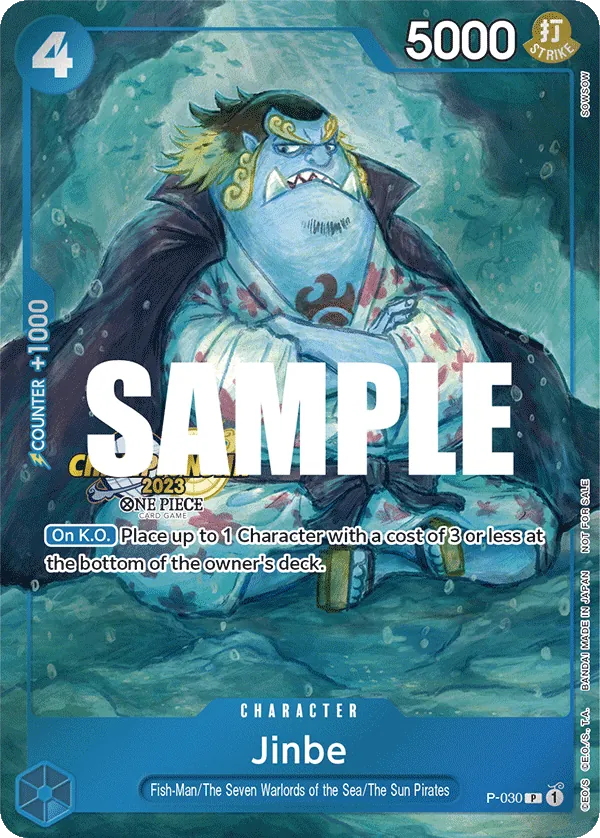 4
5000
打
STRIKE
SOWSOW
COUNTER +1000
SAMPLE
2023
ONE PIECE
CARD GAME
On K.O. Place up to 1 Character with a cost of 3 or less at
the bottom of the owner's deck.
CHARACTER
Jinbe
Fish-Man/The Seven Warlords of the Sea/The Sun Pirates
P-030 P 1
©EO/S ©E.O./S., T.A. BANDAI MADE IN JAPAN NOT FOR SALE